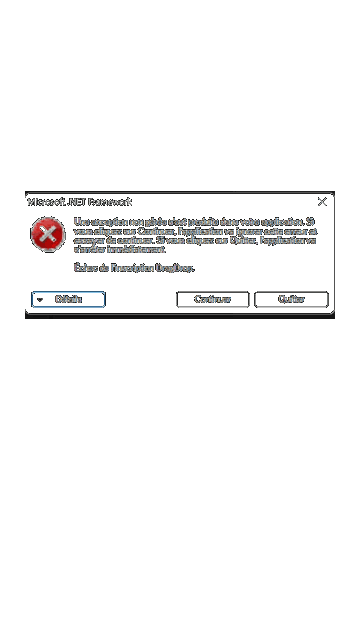 Microsoft .NET Framework
Une exception non gérée s'est produite dans votre application. Si
vous cliquez sur Continuer, l'application va ignorer cette erreur et
essayer de continuer. Si vous cliquez sur Quitter, l'application va
s'arrêter immédiatement.
Échec de l'inscription DragDrop.
Détails
Continuer
Quitter